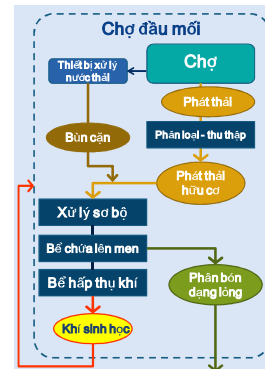 Chợ đầu mối
Thiết bị xử lý
nước thải
Chợ
Phát thải
Phân loại - thu thập
Bùn cặn
Phát thải
hữu cơ
Xử lý sơ bộ
Bể chứa lên men
Bể hấp thụ khí
Phân bón
dạng lỏng
Khí sinh học